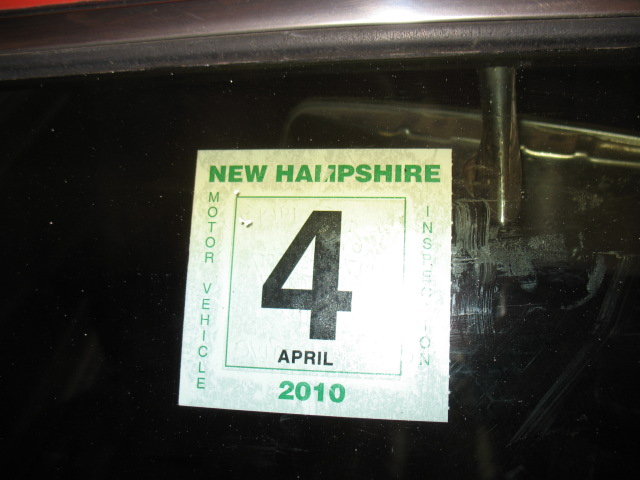 NEW HAMPSHIRE
MOTOR VEHICLE
4
INSPECTION
APRIL
2010